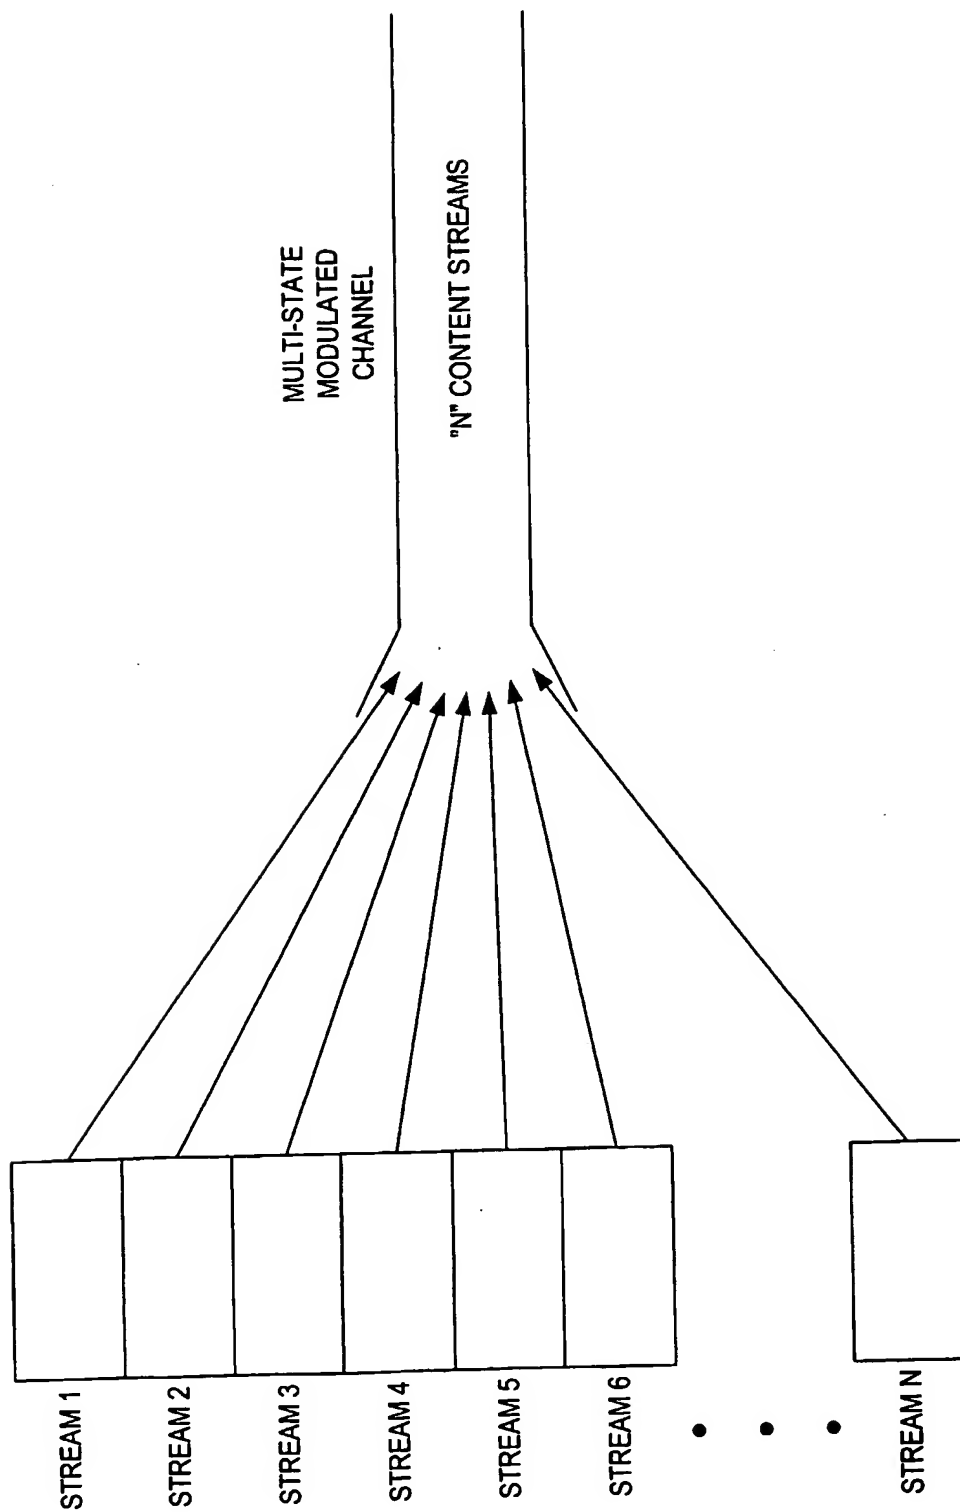 STREAM 1
STREAM 2
STREAM 3
STREAM 4
STREAM 5
STREAM 6
STREAM N
MULTI-STATE
MODULATED
CHANNEL
"N" CONTENT STREAMS